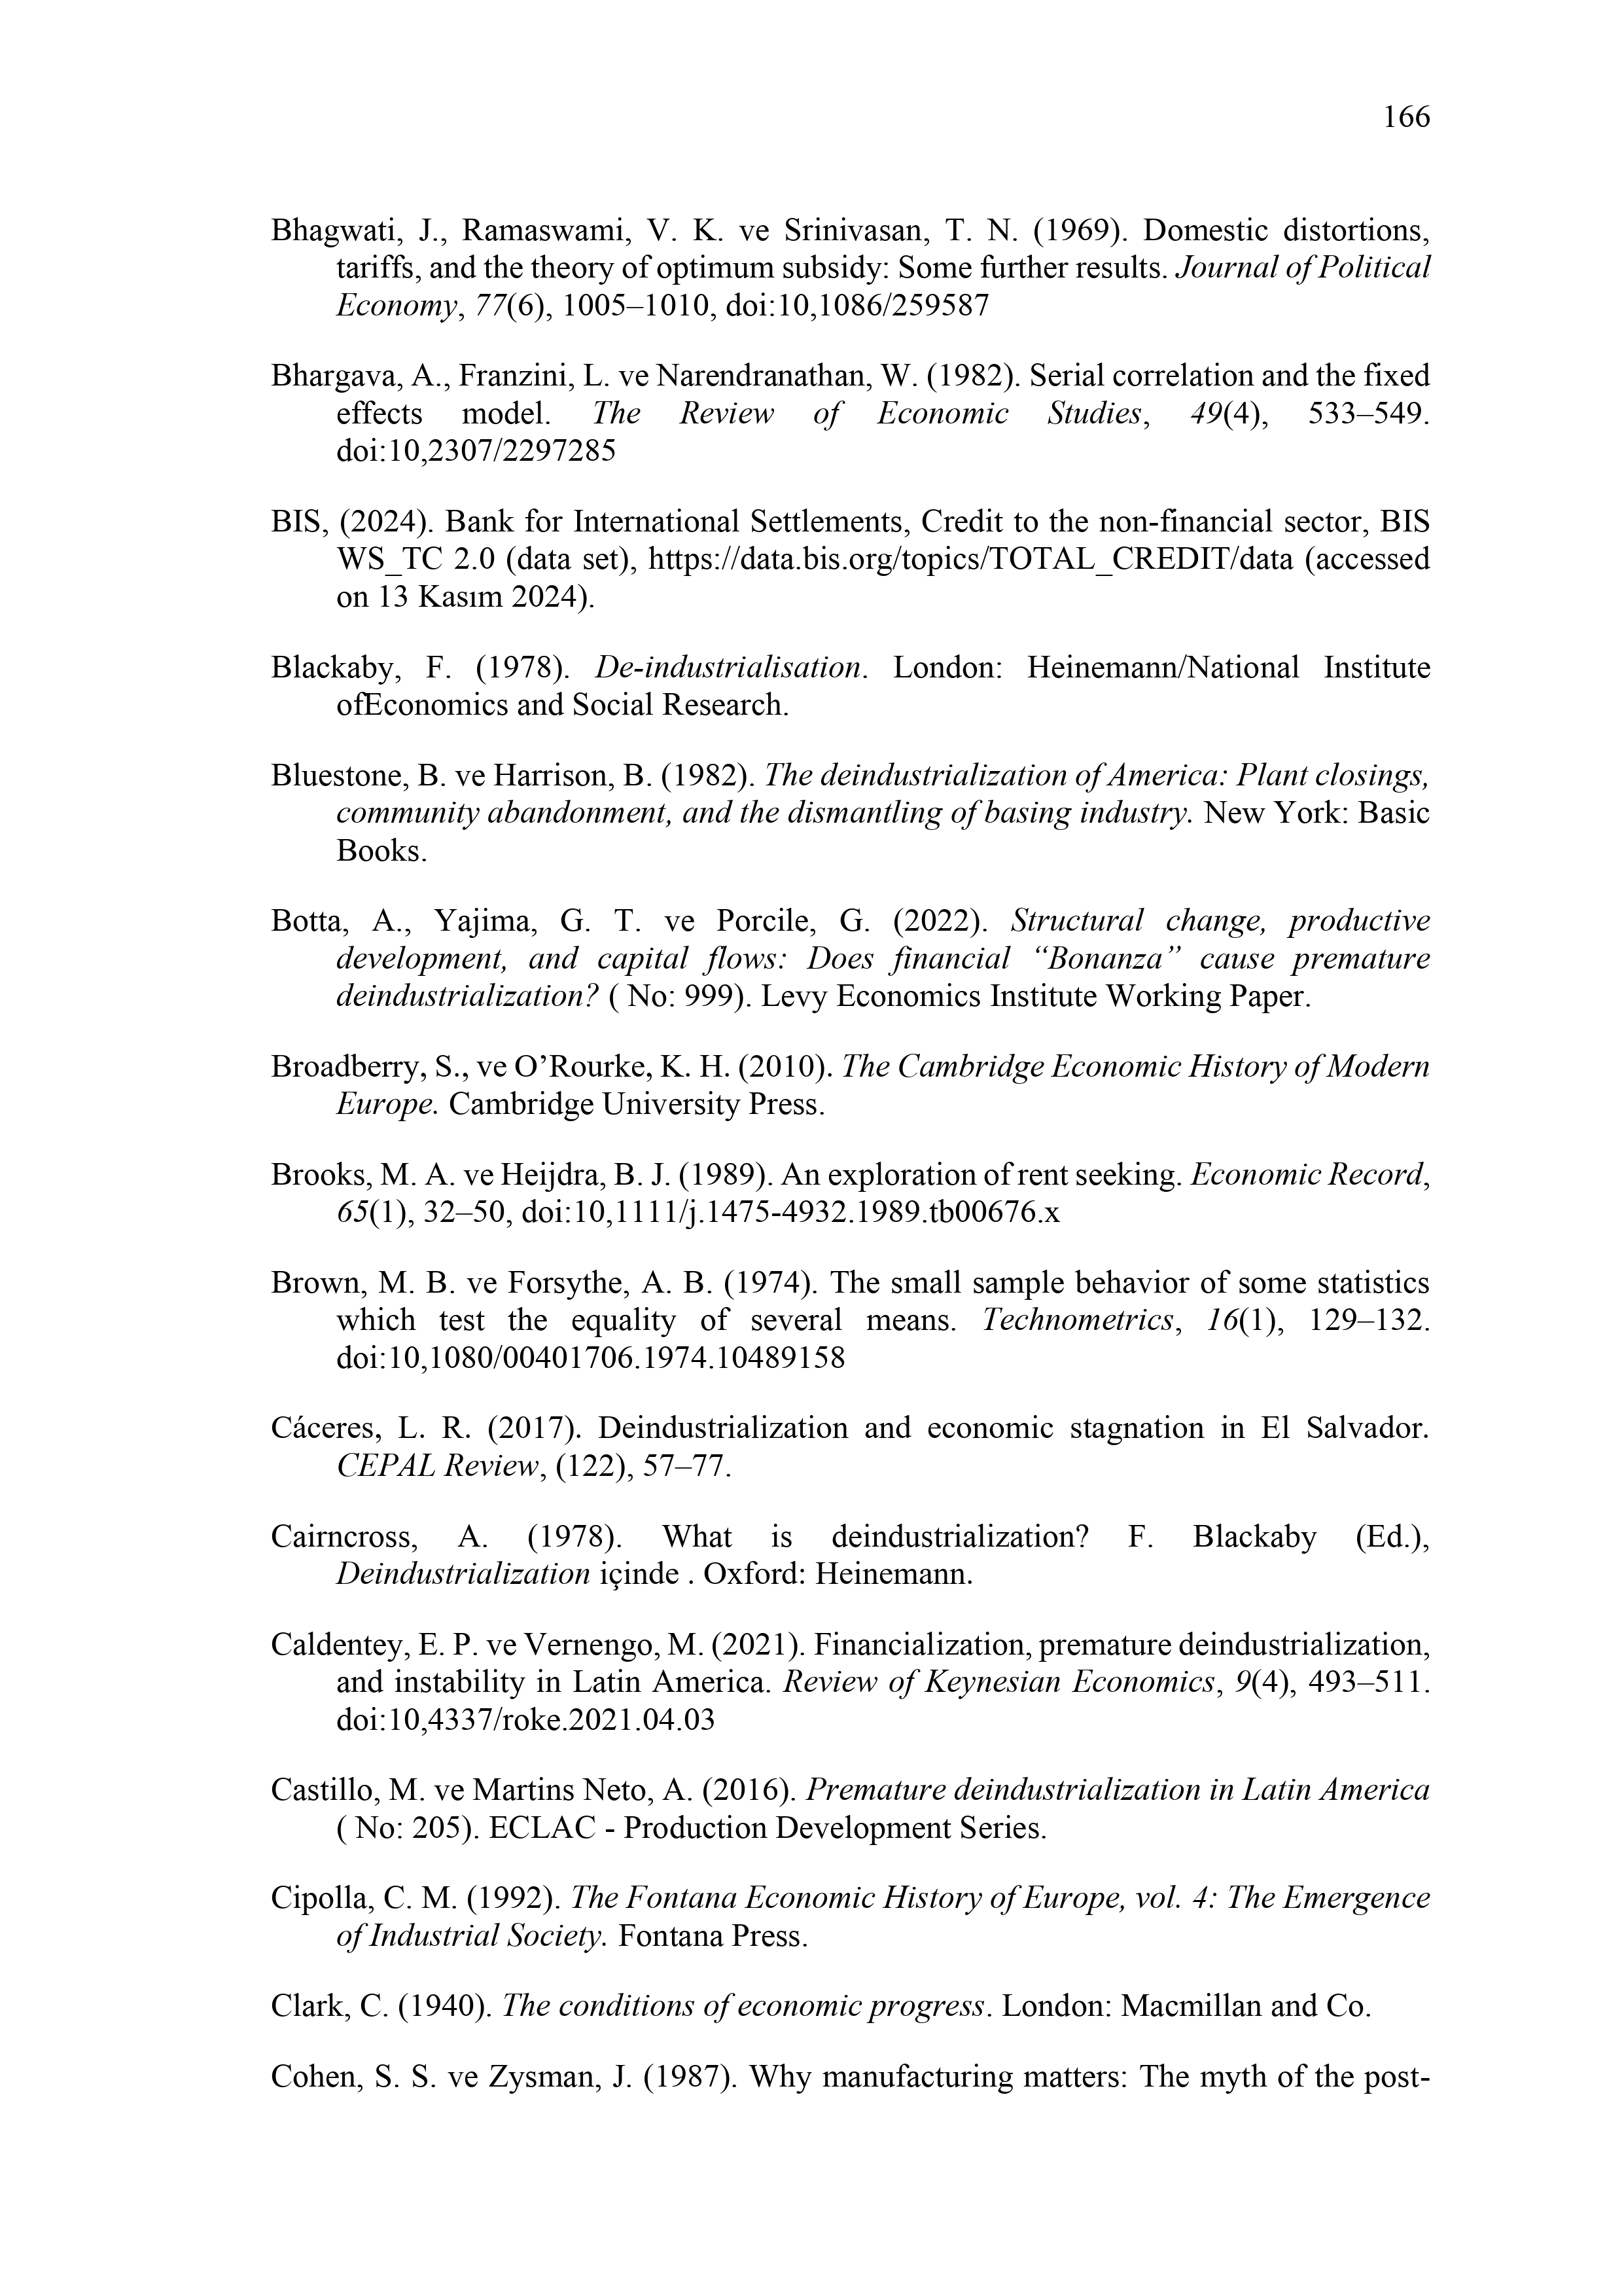 166
Bhagwati, J., Ramaswami, V. K. ve Srinivasan, T. N. (1969). Domestic distortions,
tariffs, and the theory of optimum subsidy: Some further results. Journal of Political
Economy, 77(6), 1005–1010, doi:10,1086/259587
Bhargava, A., Franzini, L. ve Narendranathan, W. (1982). Serial correlation and the fixed
effects model. The Review of Economic Studies, 49(4), 533–549.
doi:10,2307/2297285
BIS, (2024). Bank for International Settlements, Credit to the non-financial sector, BIS
WS_TC 2.0 (data set), https://data.bis.org/topics/TOTAL_CREDIT/data (accessed
on 13 Kasım 2024).
Blackaby, F. (1978). De-industrialisation. London: Heinemann/National Institute
ofEconomics and Social Research.
Bluestone, B. ve Harrison, B. (1982). The deindustrialization of America: Plant closings,
community abandonment, and the dismantling of basing industry. New York: Basic
Books.
Botta, A., Yajima, G. T. ve Porcile, G. (2022). Structural change, productive
development, and capital flows: Does financial “Bonanza” cause premature
deindustrialization? ( No: 999). Levy Economics Institute Working Paper.
Broadberry, S., ve O’Rourke, K. H. (2010). The Cambridge Economic History of Modern
Europe. Cambridge University Press.
Brooks, M. A. ve Heijdra, B. J. (1989). An exploration of rent seeking. Economic Record,
65(1), 32–50, doi:10,1111/j.1475-4932.1989.tb00676.x
Brown, M. B. ve Forsythe, A. B. (1974). The small sample behavior of some statistics
which test the equality of several means. Technometrics, 16(1), 129–132.
doi:10,1080/00401706.1974.10489158
Cáceres, L. R. (2017). Deindustrialization and economic stagnation in El Salvador.
CEPAL Review, (122), 57–77.
Cairncross, A. (1978). What is deindustrialization? F. Blackaby (Ed.),
Deindustrialization içinde . Oxford: Heinemann.
Caldentey, E. P. ve Vernengo, M. (2021). Financialization, premature deindustrialization,
and instability in Latin America. Review of Keynesian Economics, 9(4), 493–511.
doi:10,4337/roke.2021.04.03
Castillo, M. ve Martins Neto, A. (2016). Premature deindustrialization in Latin America
( No: 205). ECLAC - Production Development Series.
Cipolla, C. M. (1992). The Fontana Economic History of Europe, vol. 4: The Emergence
of Industrial Society. Fontana Press.
Clark, C. (1940). The conditions of economic progress. London: Macmillan and Co.
Cohen, S. S. ve Zysman, J. (1987). Why manufacturing matters: The myth of the post-